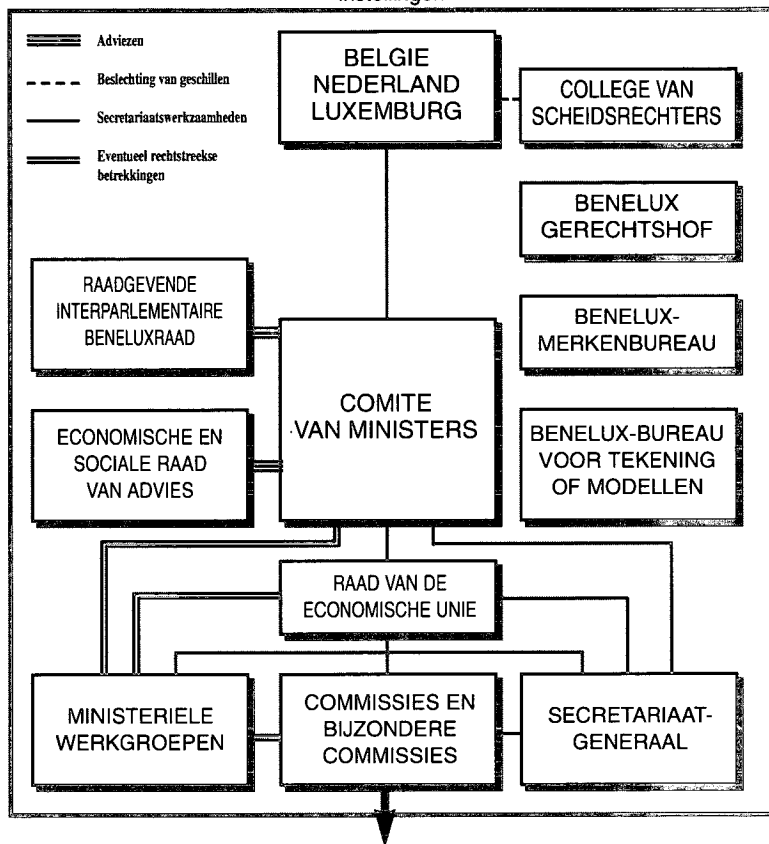 Adviezen
Beslechting van geschillen
Secretariaatswerkzaamheden
Eventueel rechtstreekse
betrekkingen
BELGIE
NEDERLAND
LUXEMBURG
COLLEGE VAN
SCHEIDSRECHTERS
BENELUX
GERECHTSHOF
RAADGEVENDE
INTERPARLEMENTAIRE
BENELUXRAAD
BENELUX-
MERKENBUREAU
COMITE
VAN MINISTERS
ECONOMISCHE EN
SOCIALE RAAD
VAN ADVIES
BENELUX-BUREAU
VOOR TEKENING
OF MODELLEN
RAAD VAN DE
ECONOMISCHE UNIE
MINISTERIELE
WERKGROEPEN
COMMISSIES EN
BIJZONDERE
COMMISSIES
SECRETARIAAT-
GENERAAL